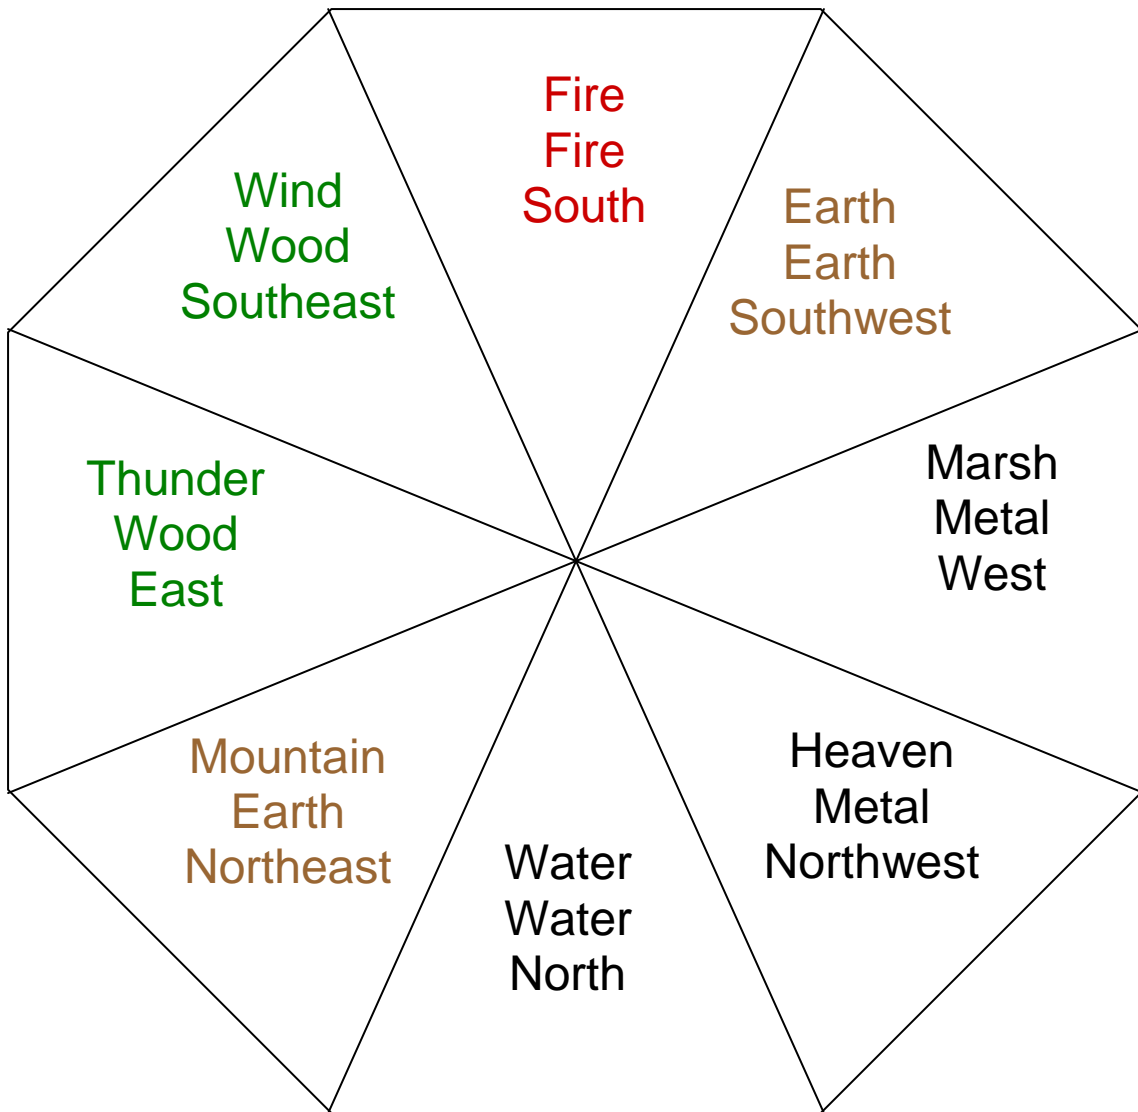 Fire
Fire
South
Wind
Wood
Southeast
Earth
Earth
Southwest
Thunder
Wood
East
Marsh
Metal
West
Mountain
Earth
Northeast
Heaven
Metal
Northwest
Water
Water
North